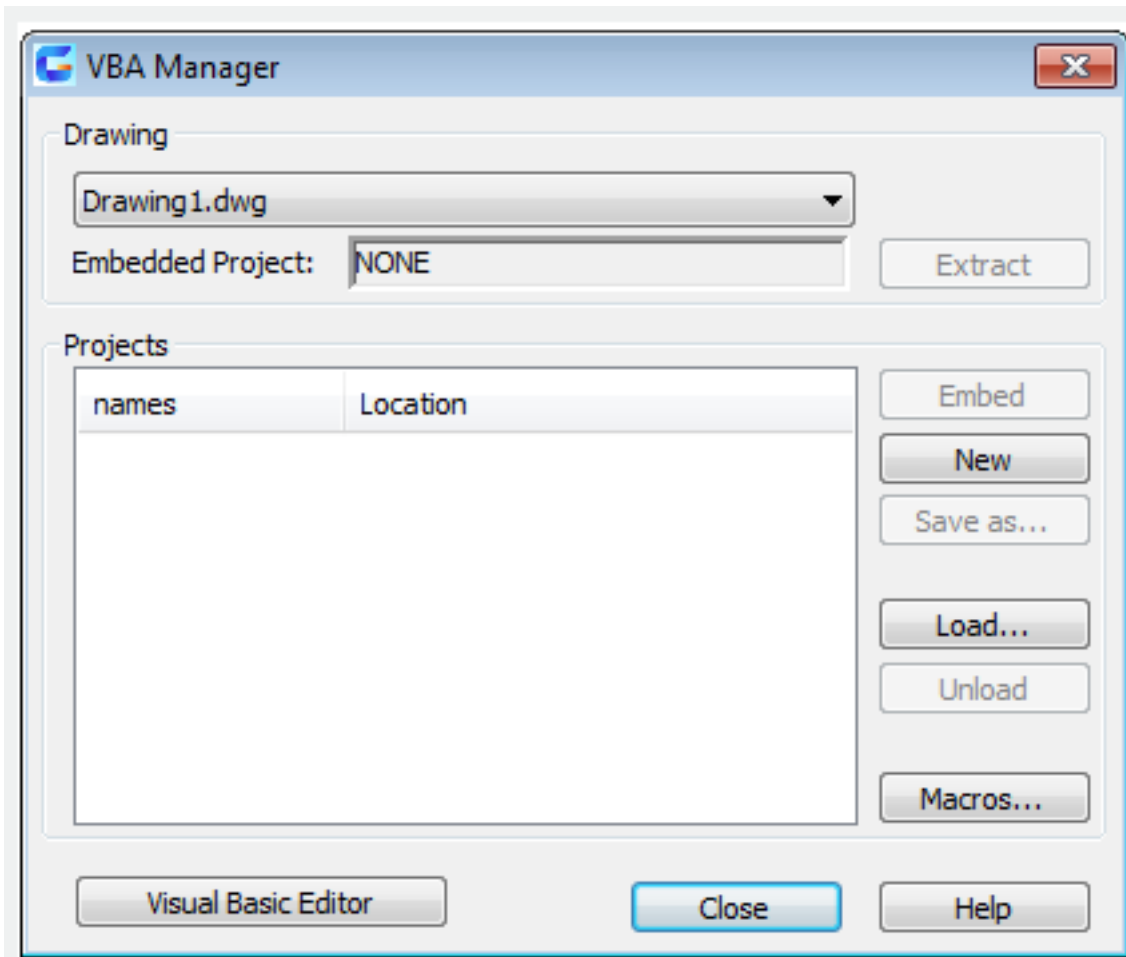 VBA Manager
Drawing
Drawing1.dwg
Embedded Project: NONE Extract
Projects
names Location
Embed
New
Save as...
Load...
Unload
Macros...
Visual Basic Editor Close Help